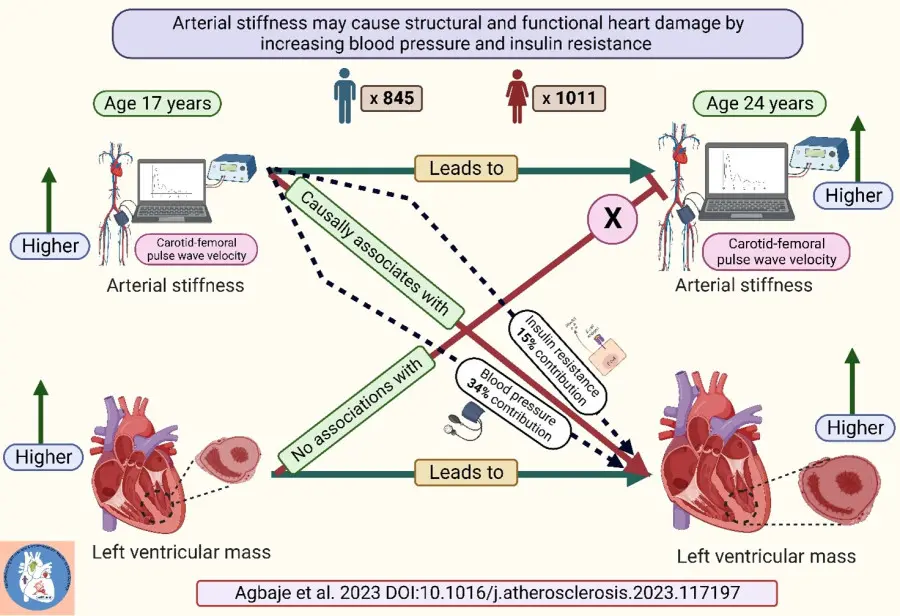 Arterial stiffness may cause structural and functional heart damage by
increasing blood pressure and insulin resistance
Age 17 years
x 845
x 1011
Age 24 years
Higher
Carotid-femoral
pulse wave velocity
Arterial stiffness
Leads to
X
Higher
Carotid-femoral
pulse wave velocity
Arterial stiffness
Causally associates with
No associations with
Insulin resistance
15% contribution
Blood pressure
34% contribution
Higher
Left ventricular mass
Leads to
Higher
Left ventricular mass
Agbaje et al. 2023 DOI:10.1016/j.atherosclerosis.2023.117197